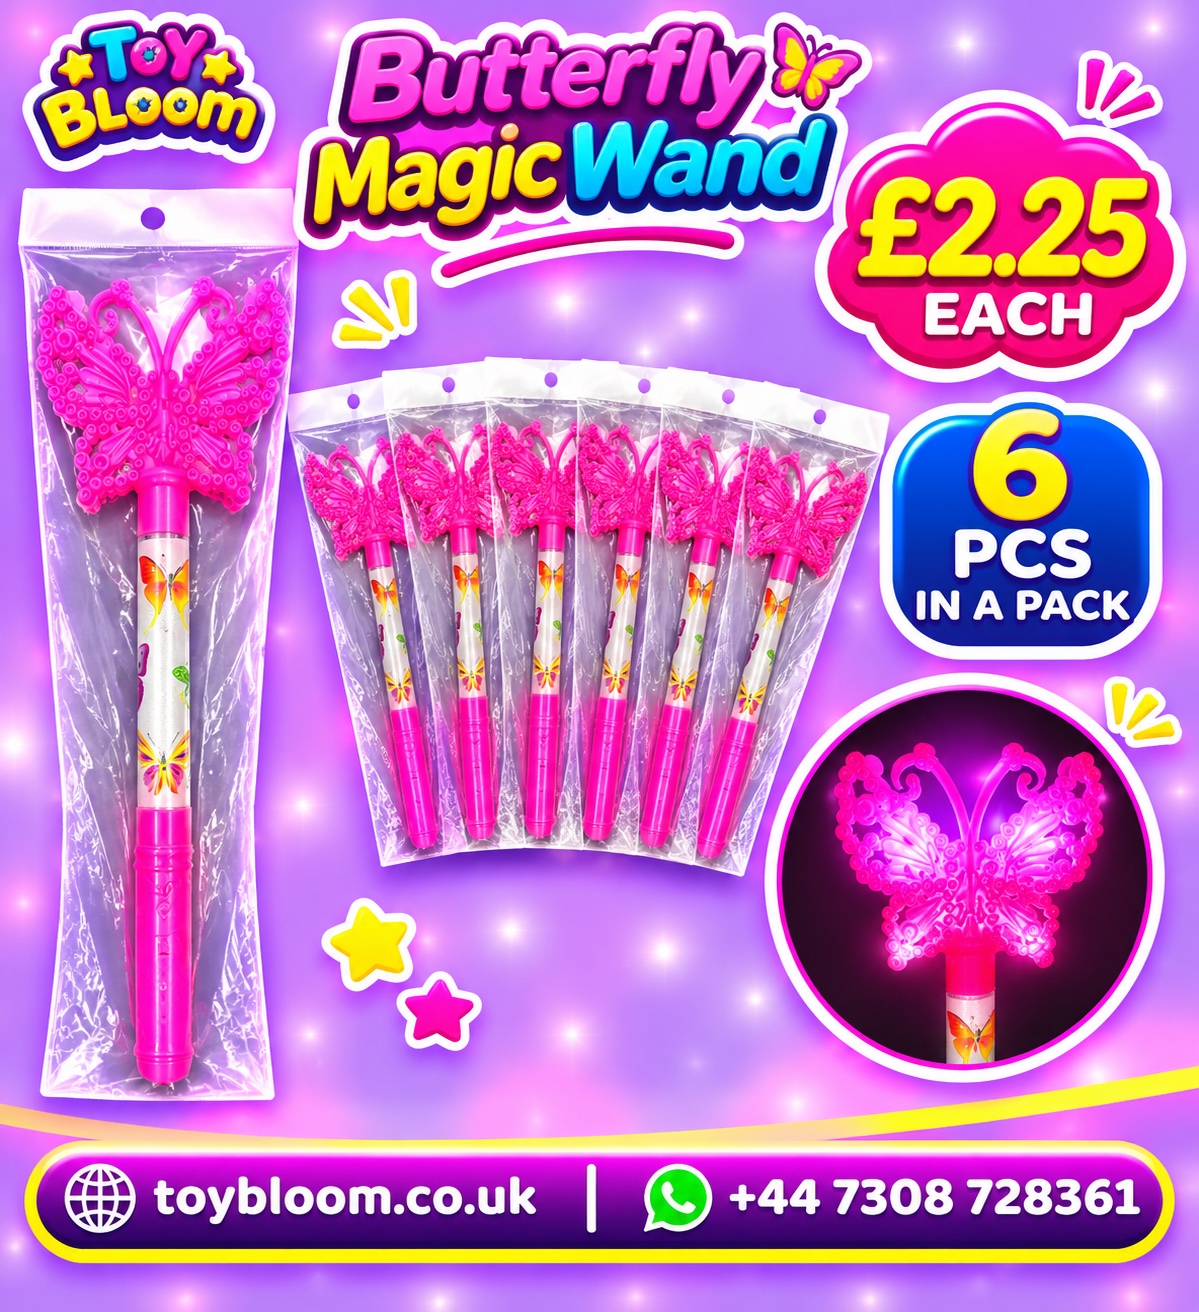 TOY
BLOOM
Butterfly
Magic Wand
£2.25
EACH
6
PCS
IN A PACK
toybloom.co.uk
+44 7308 728361